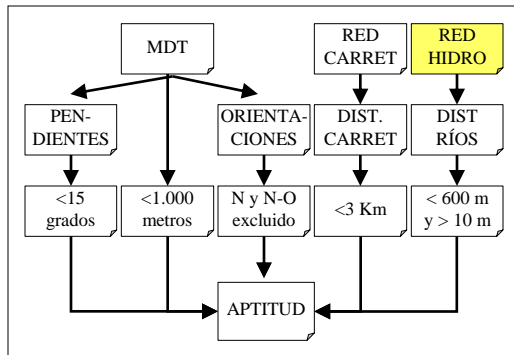 MDT
RED
CARRET
RED
HIDRO
PEN-
DIENTES
ORIENTA-
CIONES
DIST.
CARRET
DIST
RÍOS
<15
grados
<1.000
metros
N y N-O
excluido
<3 Km
< 600 m
y > 10 m
APTITUD